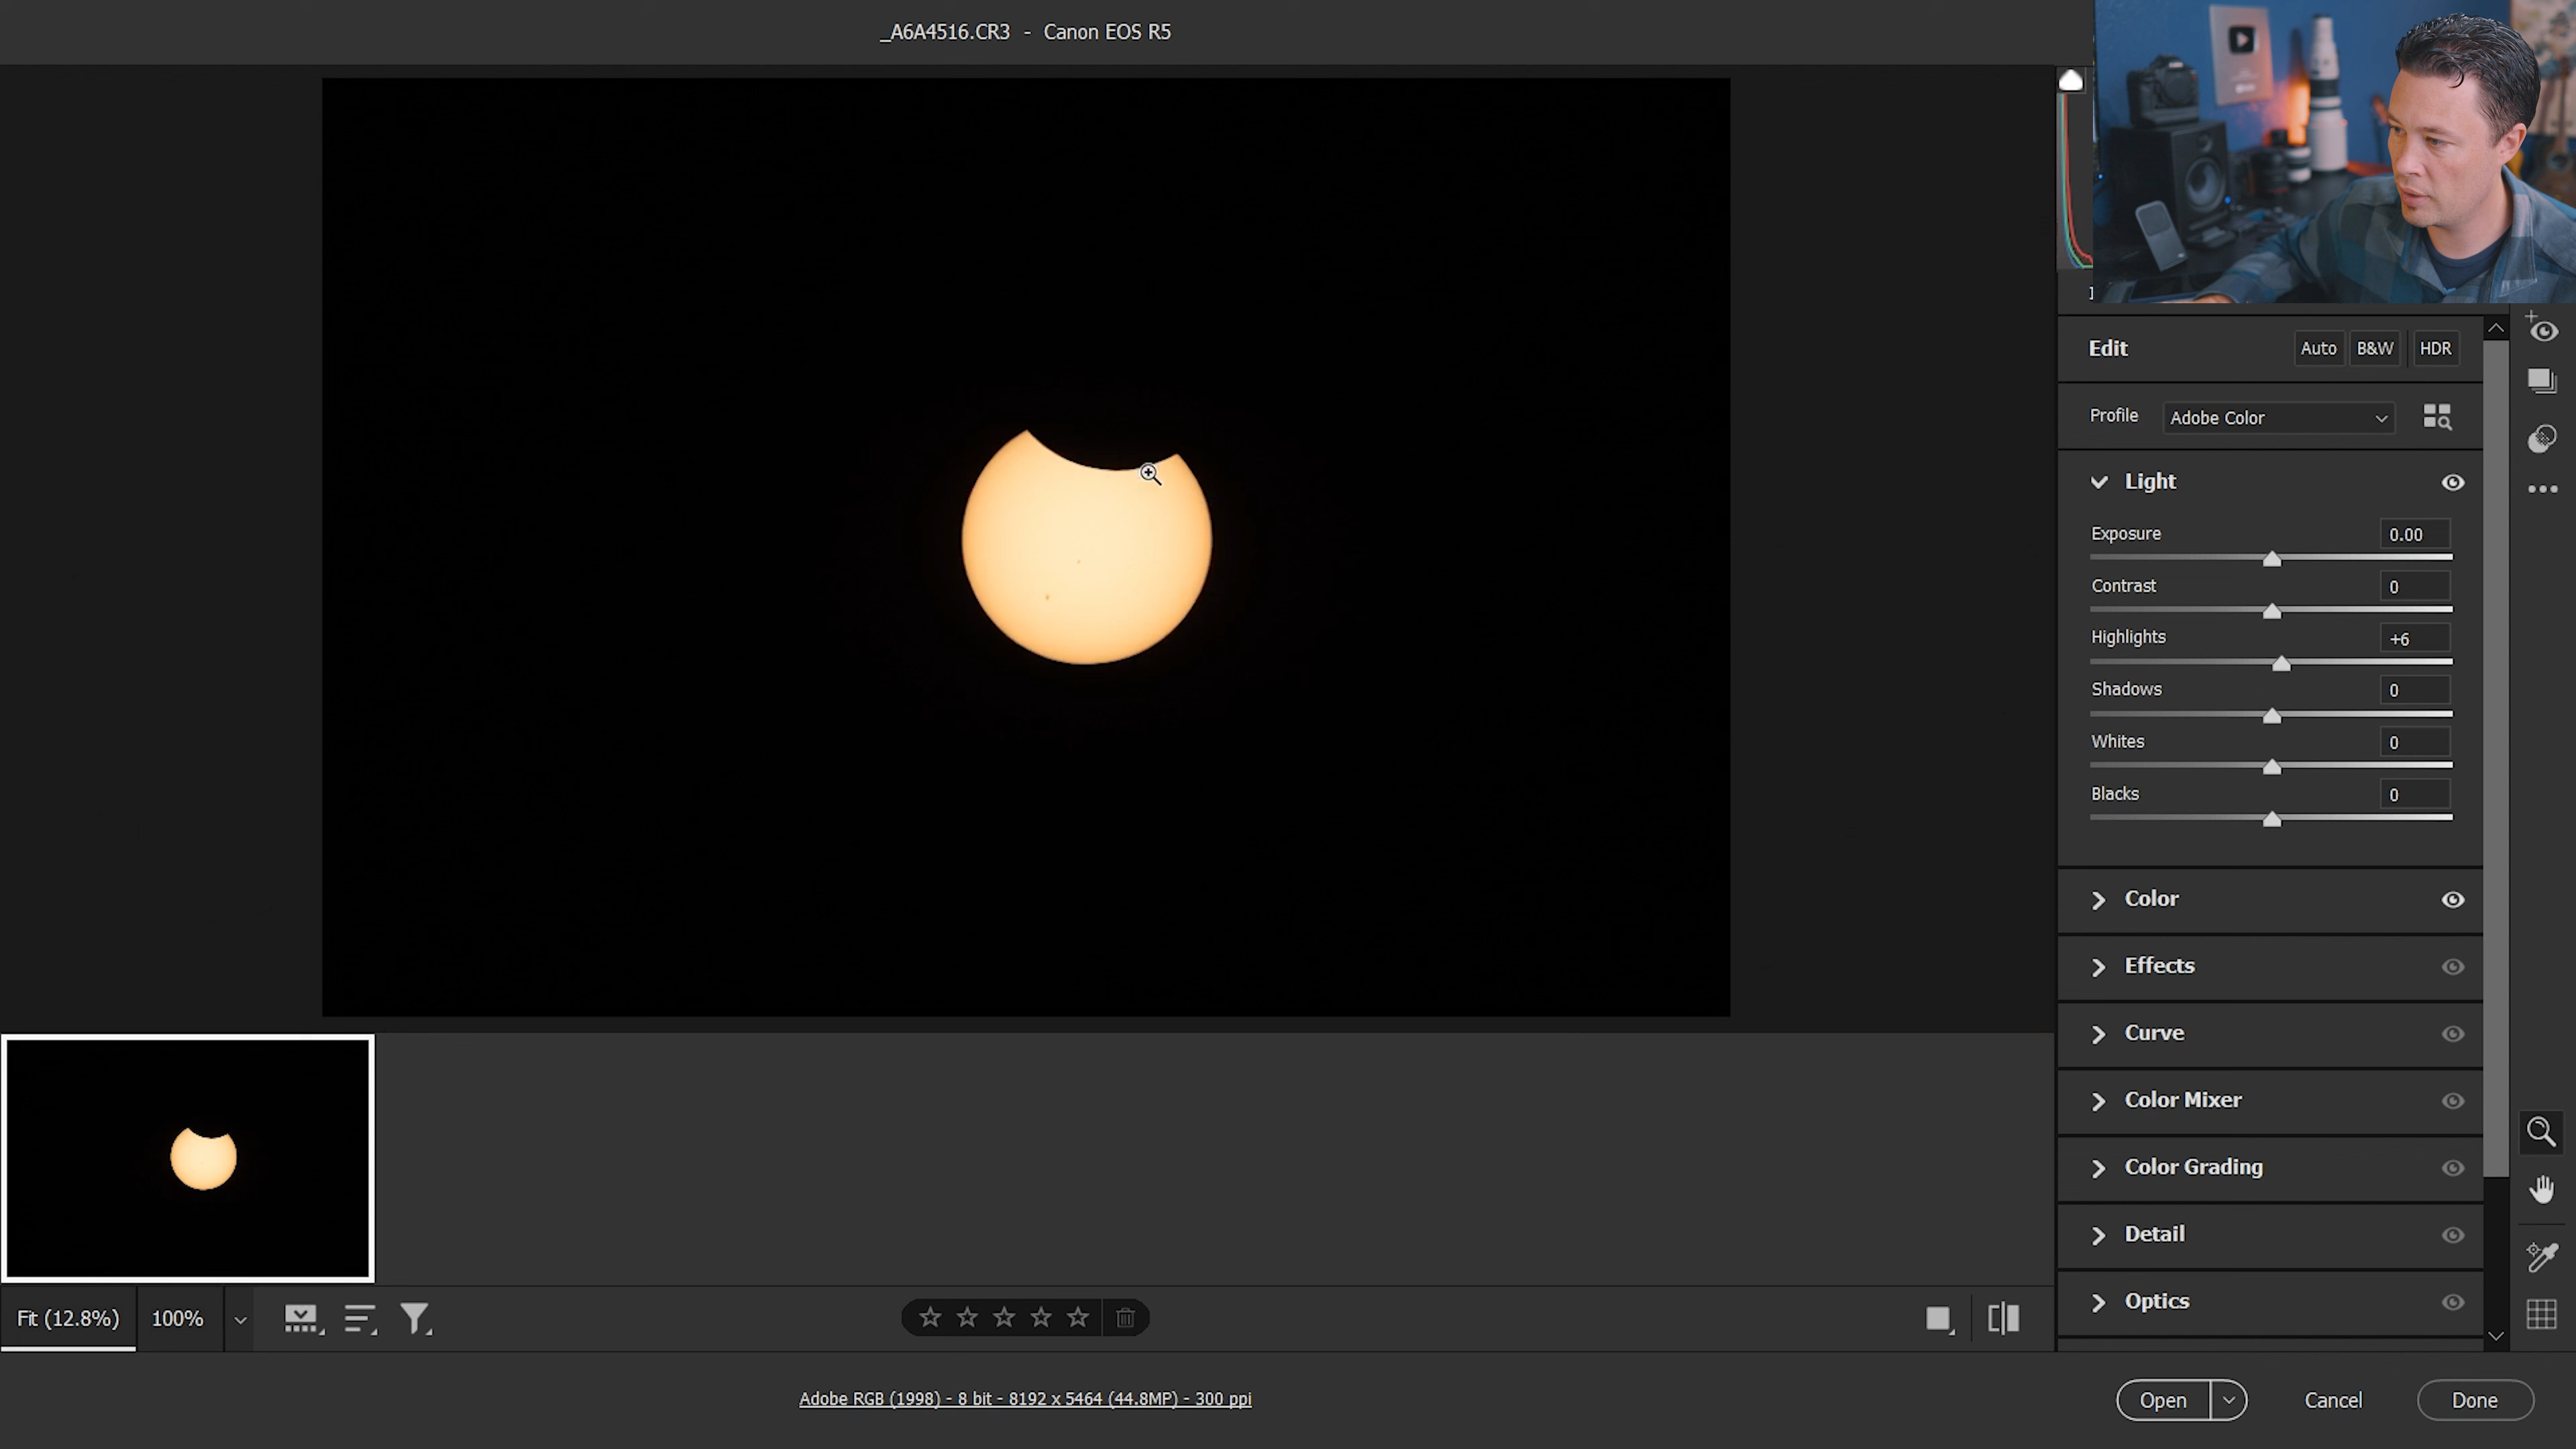 _A6A4516.CR3 - Canon EOS R5
Edit
Auto
B&W
HDR
Profile
Adobe Color
Light
Exposure
0.00
Contrast
0
Highlights
+6
Shadows
0
Whites
0
Blacks
0
Color
Effects
Curve
Color Mixer
Color Grading
Detail
Optics
Fit (12.8%)
100%
Adobe RGB (1998) - 8 bit - 8192 x 5464 (44.8MP) - 300 ppi
Open
Cancel
Done